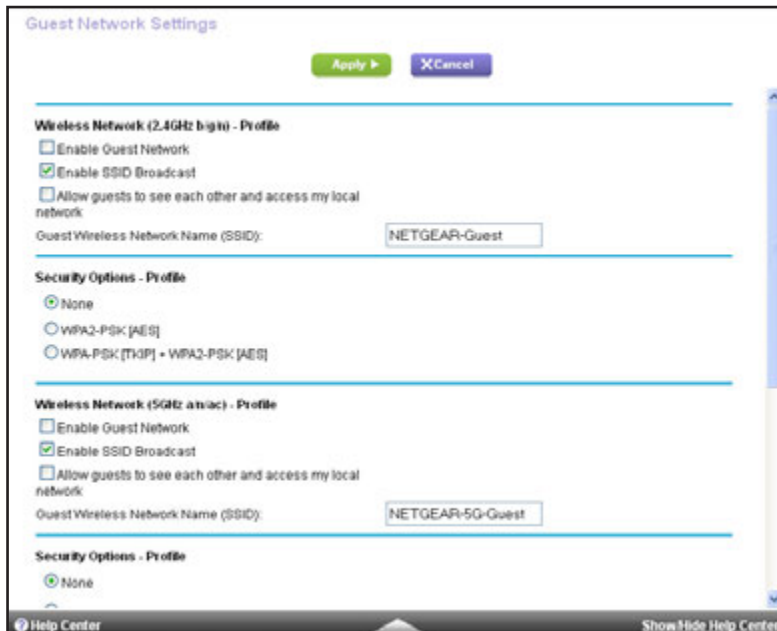 Guest Network Settings
Apply
X Cancel
Wireless Network (2.4GHz b/g/n) - Profile
Enable Guest Network
Enable SSID Broadcast
Allow guests to see each other and access my local
network
Guest Wireless Network Name (SSID):
NETGEAR-Guest
Security Options - Profile
None
WPA2-PSK [AES]
WPA-PSK [TKIP] + WPA2-PSK [AES]
Wireless Network (5GHz a/n/ac) - Profile
Enable Guest Network
Enable SSID Broadcast
Allow guests to see each other and access my local
network
Guest Wireless Network Name (SSID):
NETGEAR-5G-Guest
Security Options - Profile
None
Help Center
Show/Hide Help Center